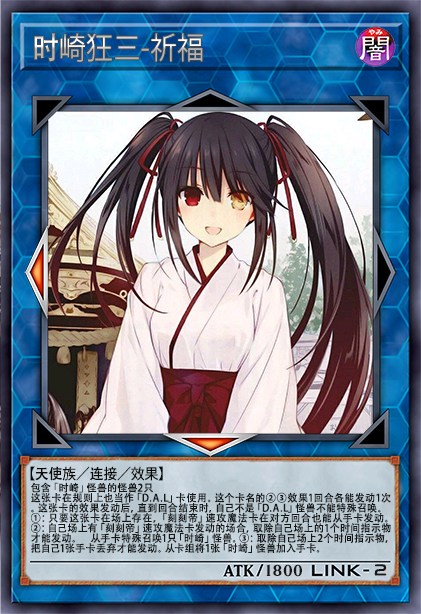 时崎狂三-祈福
やみ
闇
【天使族／连接／效果】
包含「时崎」怪兽的怪兽2只
这张卡在规则上也当作「D.A.L」卡使用。这个卡名的②③效果1回合各能发动1次
。这张卡的效果发动后，直到回合结束时，自己不是「D.A.L」怪兽不能特殊召唤。
①：只要这张卡在场上存在，「刻刻帝」速攻魔法卡在对方回合也能从手卡发动。
②：自己场上有「刻刻帝」速攻魔法卡发动的场合，取除自己场上的1个时间指示物
才能发动。 从手卡特殊召唤1只「时崎」怪兽。③：取除自己场上2个时间指示物，
把自己1张手卡丢弃才能发动。从卡组将1张「时崎」怪兽加入手卡。
ATK/1800 LINK-2